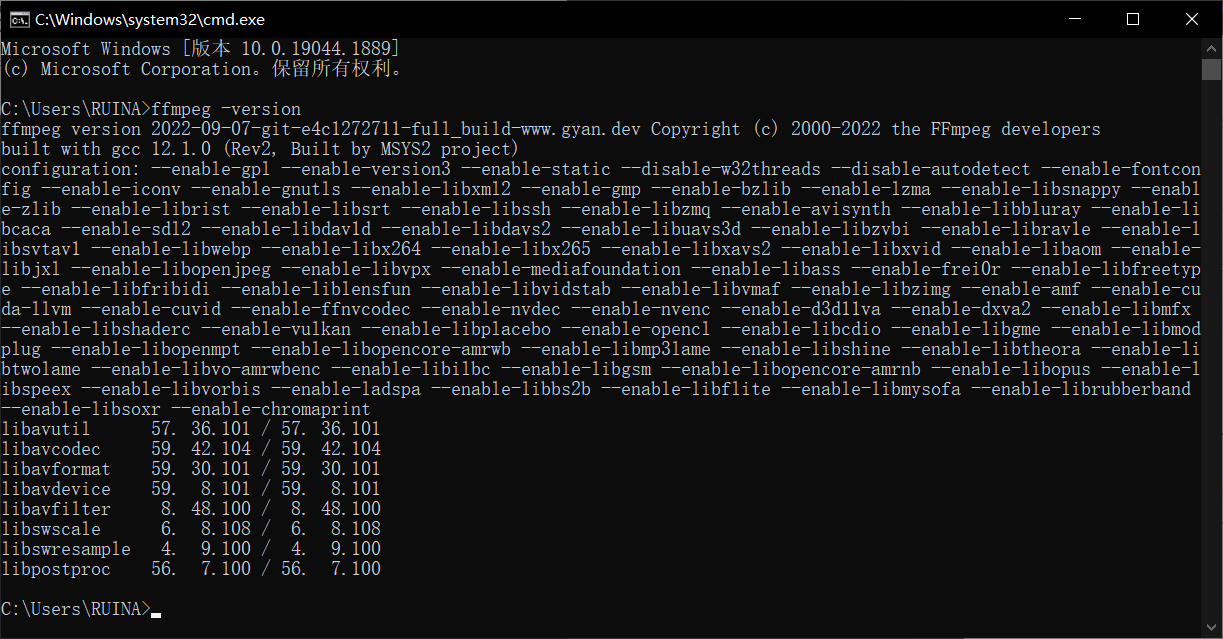 C:\Windows\system32\cmd.exe
Microsoft Windows [版本 10.0.19044.1889]
(c) Microsoft Corporation。保留所有权利。
C:\Users\RUINA>ffmpeg -version
ffmpeg version 2022-09-07-git-e4c1272711-full_build-www.gyan.dev Copyright (c) 2000-2022 the FFmpeg developers
built with gcc 12.1.0 (Rev2, Built by MSYS2 project)
configuration: --enable-gpl --enable-version3 --enable-static --disable-w32threads --disable-autodetect --enable-fontcon
fig --enable-iconv --enable-gnutls --enable-libxml2 --enable-gmp --enable-bzlib --enable-lzma --enable-libsnappy --enabl
e-zlib --enable-librist --enable-libsrt --enable-libssh --enable-libzmq --enable-avisynth --enable-libbluray --enable-li
bcaca --enable-sdl2 --enable-libdav1d --enable-libdavs2 --enable-libuavs3d --enable-libzvbi --enable-librav1e --enable-l
ibsvtav1 --enable-libwebp --enable-libx264 --enable-libx265 --enable-libxavs2 --enable-libxvid --enable-libaom --enable-
libjxl --enable-libopenjpeg --enable-libvpx --enable-mediafoundation --enable-libass --enable-frei0r --enable-libfreetyp
e --enable-libfribidi --enable-liblensfun --enable-libvidstab --enable-libvmaf --enable-libzimg --enable-amf --enable-cu
da-llvm --enable-cuvid --enable-ffnvcodec --enable-nvdec --enable-nvenc --enable-d3d11va --enable-dxva2 --enable-libmfx
--enable-libshaderc --enable-vulkan --enable-libplacebo --enable-opencl --enable-libcdio --enable-libgme --enable-libmod
plug --enable-libopenmpt --enable-libopencore-amrwb --enable-libmp3lame --enable-libshine --enable-libtheora --enable-li
btwolame --enable-libvo-amrwbenc --enable-libilbc --enable-libgsm --enable-libopencore-amrnb --enable-libopus --enable-l
ibspeex --enable-libvorbis --enable-ladspa --enable-libbs2b --enable-libflite --enable-libmysofa --enable-librubberband
--enable-libsoxr --enable-chromaprint
libavutil      57. 36.101 / 57. 36.101
libavcodec     59. 42.104 / 59. 42.104
libavformat    59. 30.101 / 59. 30.101
libavdevice    59.  8.101 / 59.  8.101
libavfilter     8. 48.100 /  8. 48.100
libswscale      6.  8.108 /  6.  8.108
libswresample   4.  9.100 /  4.  9.100
libpostproc    56.  7.100 / 56.  7.100
C:\Users\RUINA>